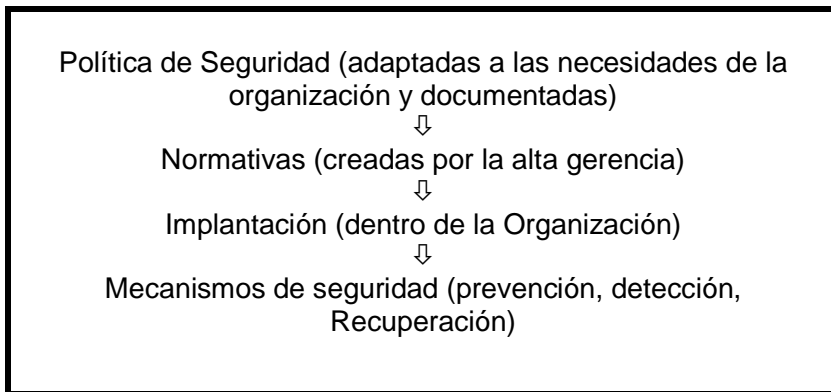 Política de Seguridad (adaptadas a las necesidades de la
organización y documentadas)
⇩
Normativas (creadas por la alta gerencia)
⇩
Implantación (dentro de la Organización)
⇩
Mecanismos de seguridad (prevención, detección,
Recuperación)